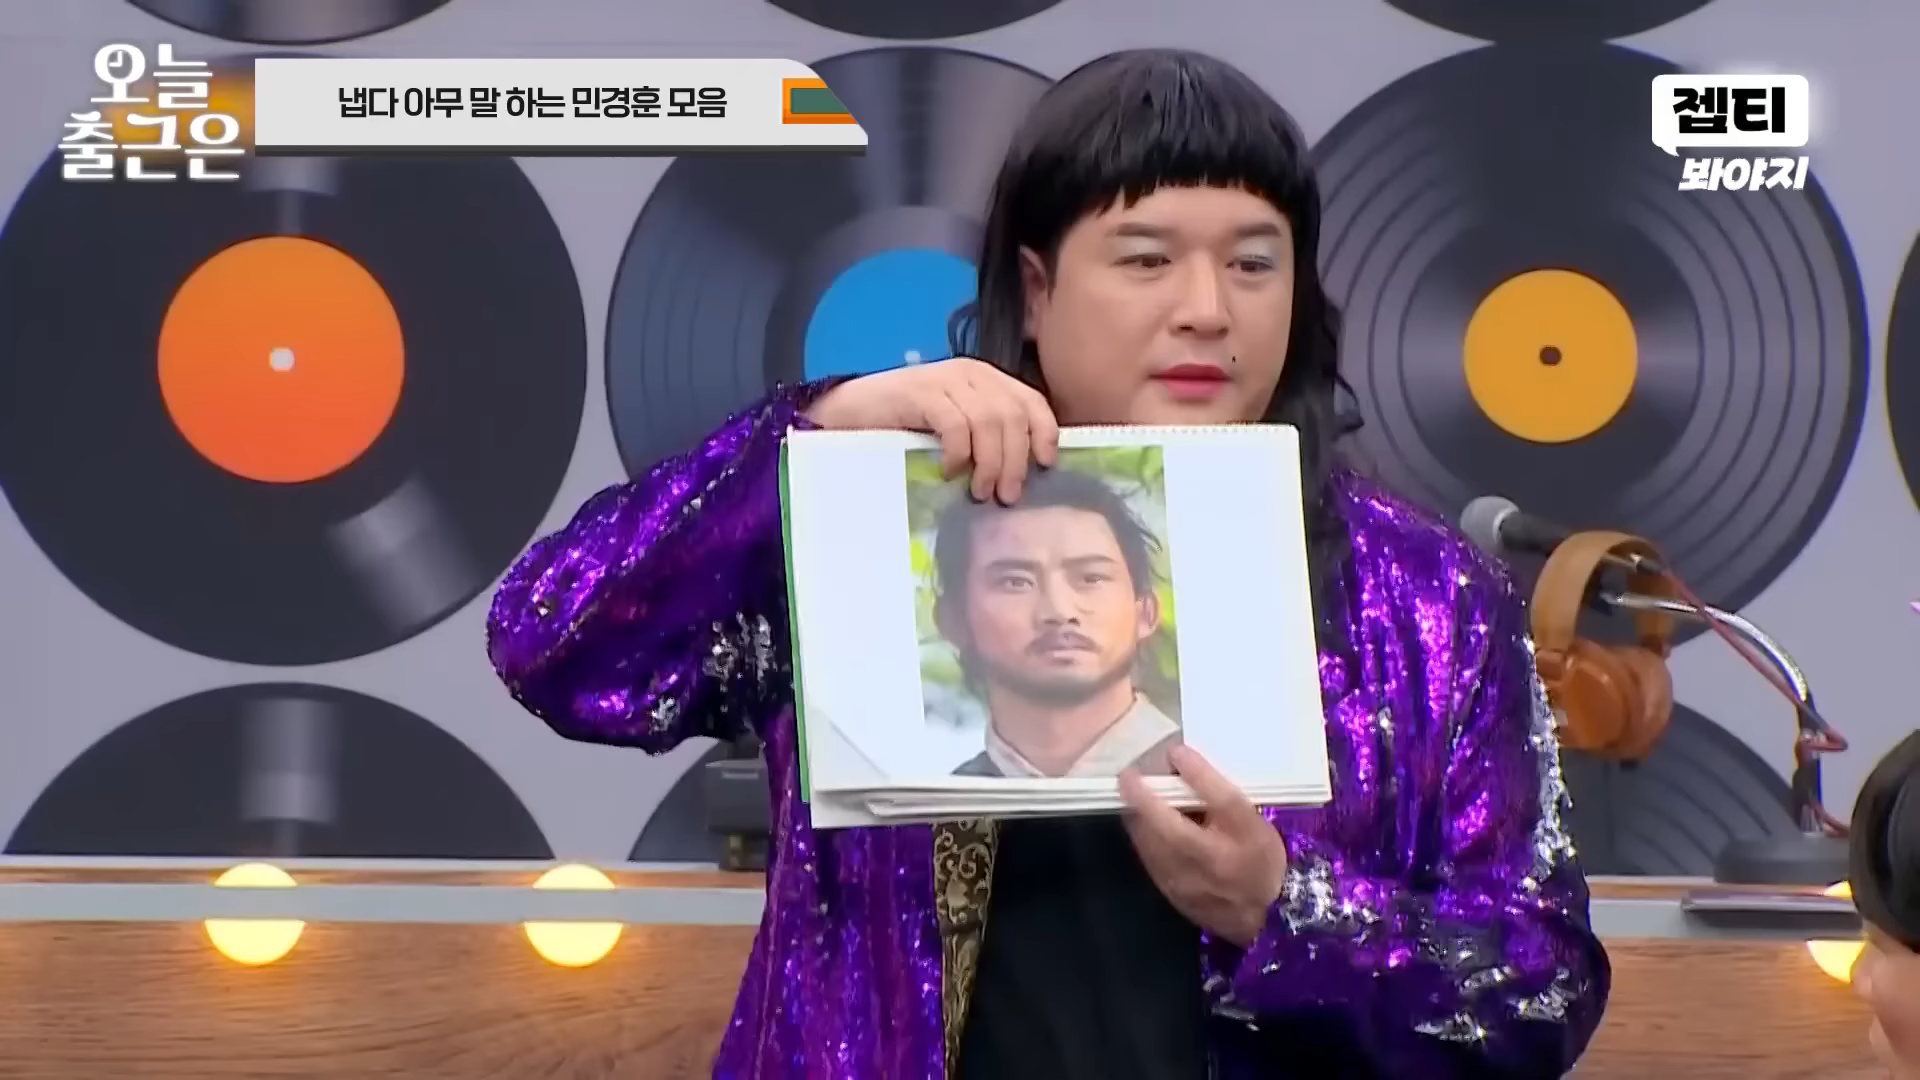 오늘
출근은
냅다 아무 말 하는 민경훈 모음
젭티
봐야지